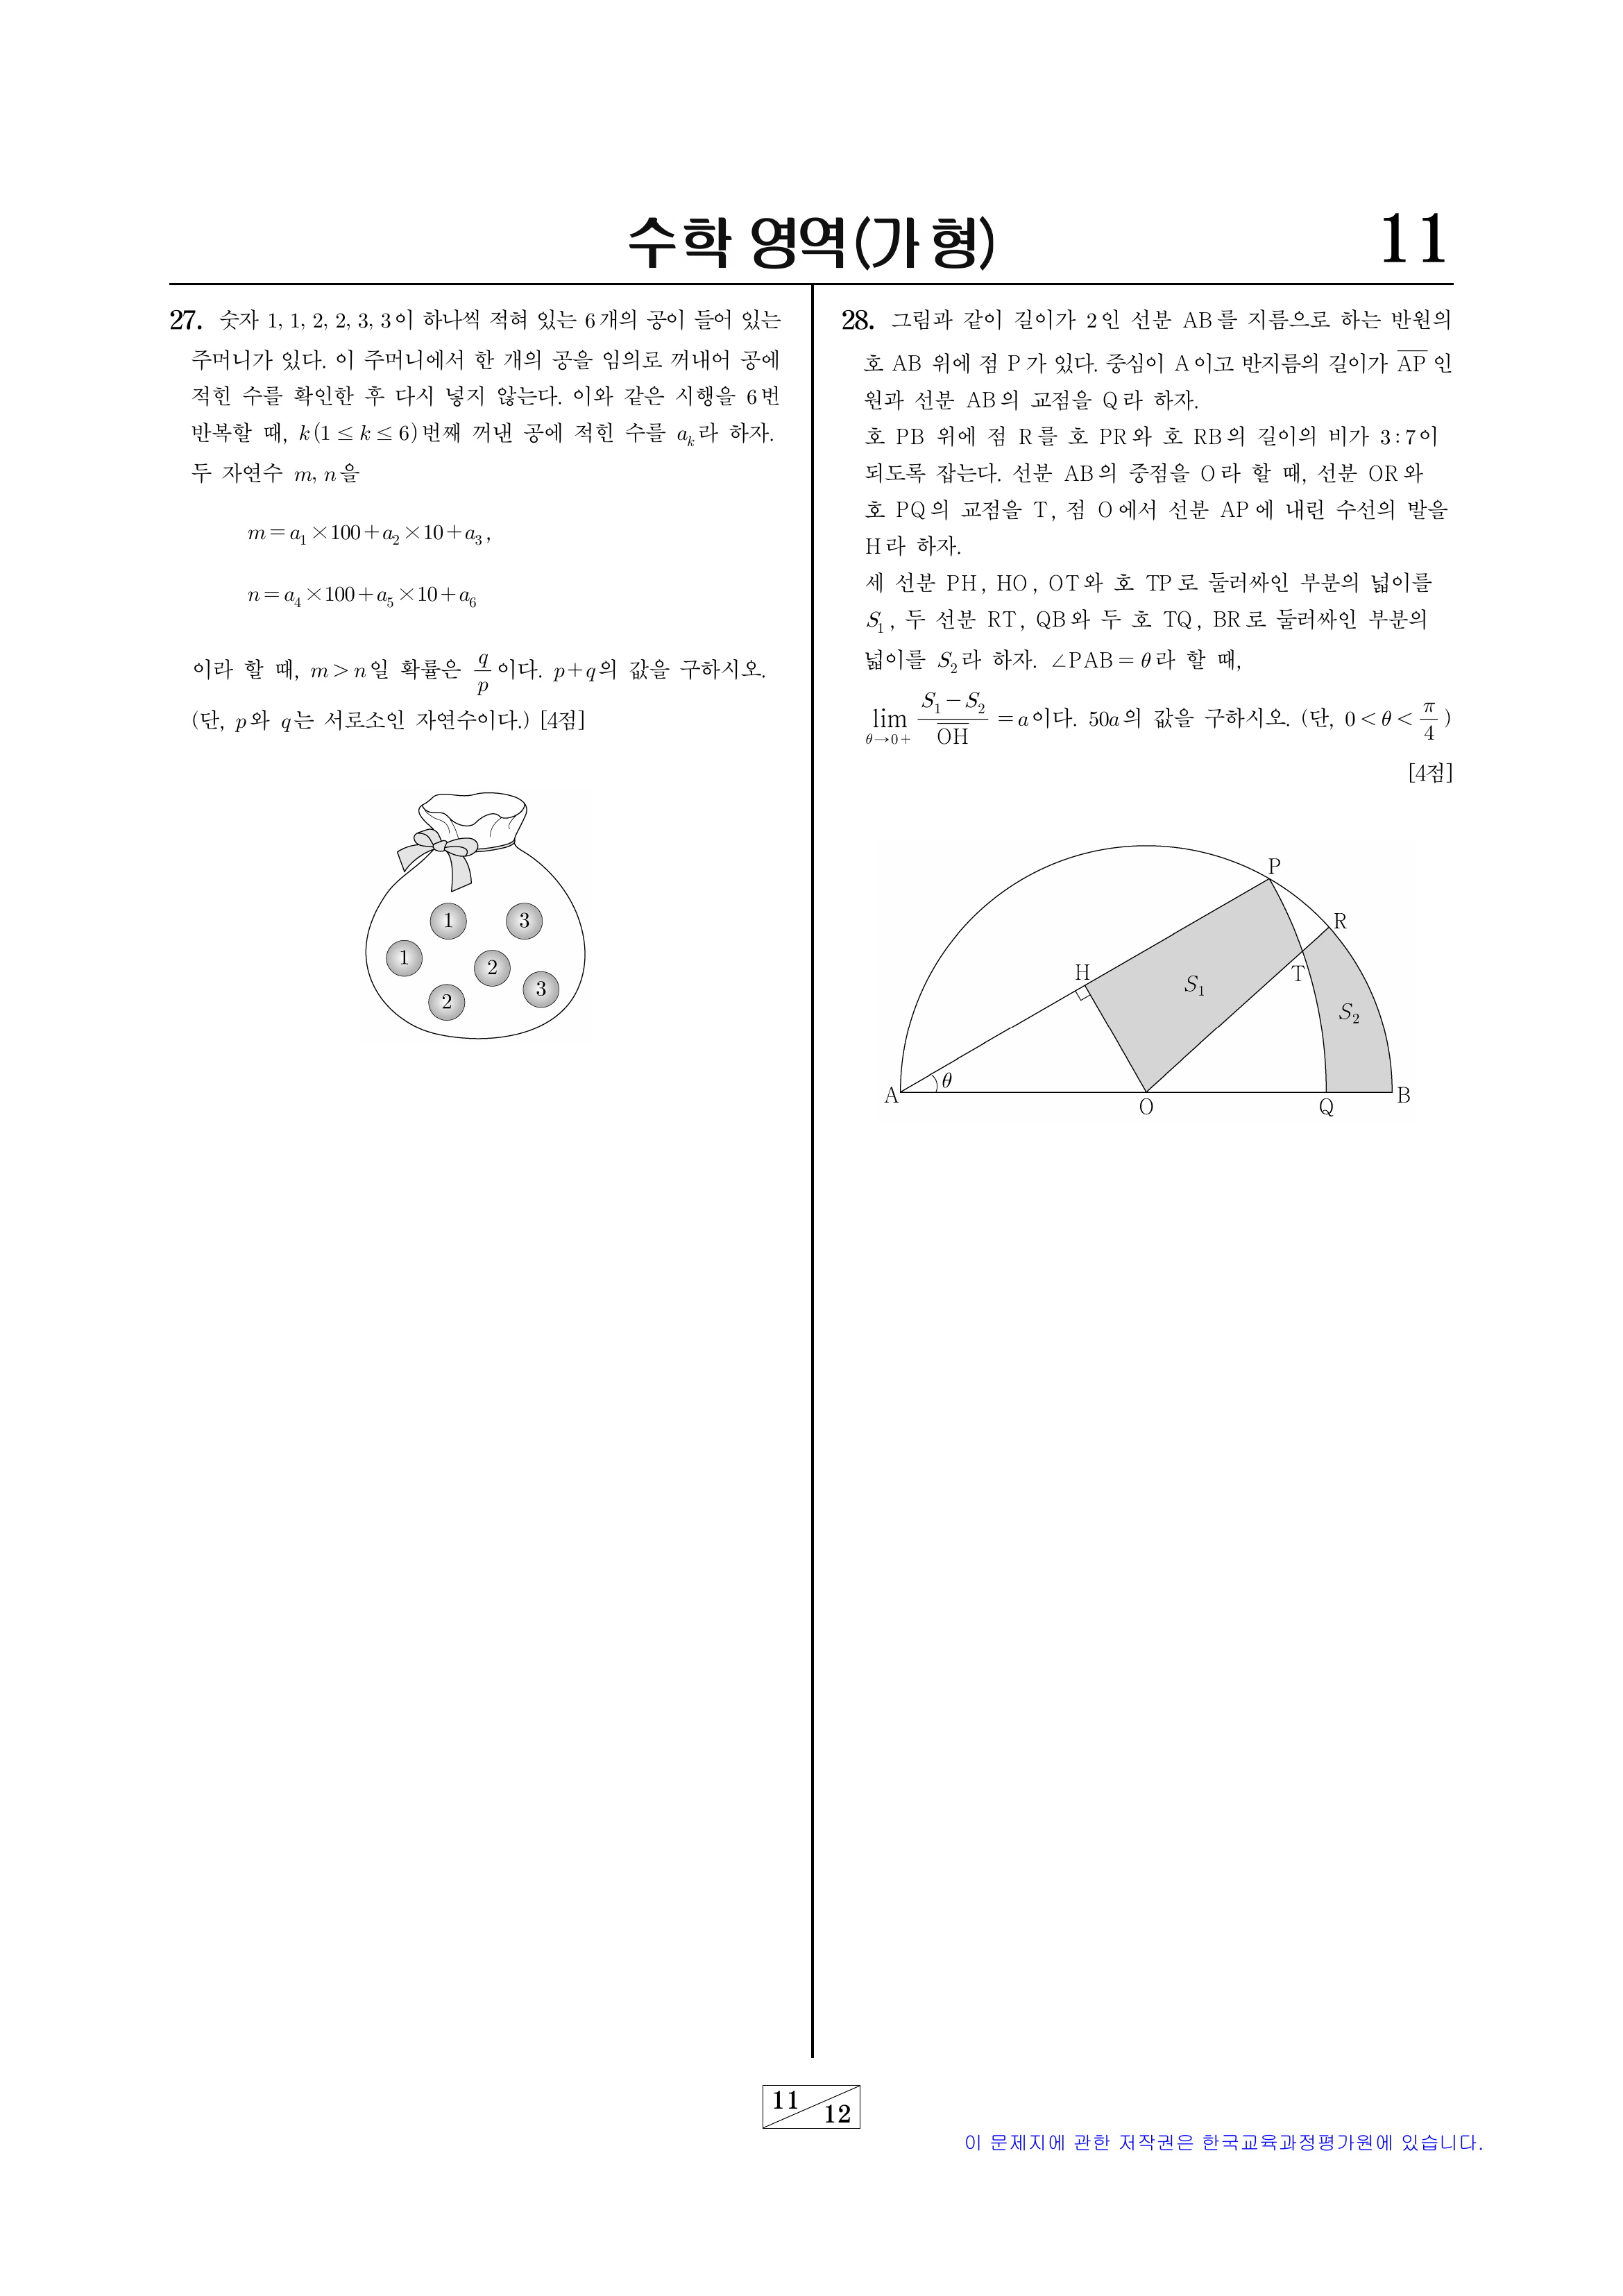 수학 영역(가 형)
11
27. 숫자 1, 1, 2, 2, 3, 3이 하나씩 적혀 있는 6개의 공이 들어 있는
주머니가 있다. 이 주머니에서 한 개의 공을 임의로 꺼내어 공에
적힌 수를 확인한 후 다시 넣지 않는다. 이와 같은 시행을 6번
반복할 때, k(1 ≤ k ≤ 6)번째 꺼낸 공에 적힌 수를 a_k라 하자.
두 자연수 m, n을
m = a_1 × 100 + a_2 × 10 + a_3,
n = a_4 × 100 + a_5 × 10 + a_6
이라 할 때, m > n일 확률은 q/p이다. p+q의 값을 구하시오.
(단, p와 q는 서로소인 자연수이다.) [4점]
1
3
1
2
2
3
28. 그림과 같이 길이가 2인 선분 AB를 지름으로 하는 반원의
호 AB 위에 점 P가 있다. 중심이 A이고 반지름의 길이가 \overline{AP}인
원과 선분 AB의 교점을 Q라 하자.
호 PB 위에 점 R를 호 PR와 호 RB의 길이의 비가 3:7이
되도록 잡는다. 선분 AB의 중점을 O라 할 때, 선분 OR와
호 PQ의 교점을 T, 점 O에서 선분 AP에 내린 수선의 발을
H라 하자.
세 선분 PH, HO, OT와 호 TP로 둘러싸인 부분의 넓이를
S_1, 두 선분 RT, QB와 두 호 TQ, BR로 둘러싸인 부분의
넓이를 S_2라 하자. ∠PAB = θ라 할 때,
lim_{θ→0+} (S_1 - S_2)/\overline{OH} = a이다. 50a의 값을 구하시오. (단, 0 < θ < π/4)
[4점]
P
R
H
T
S_1
S_2
θ
A
O
Q
B
11
12
이 문제지에 관한 저작권은 한국교육과정평가원에 있습니다.